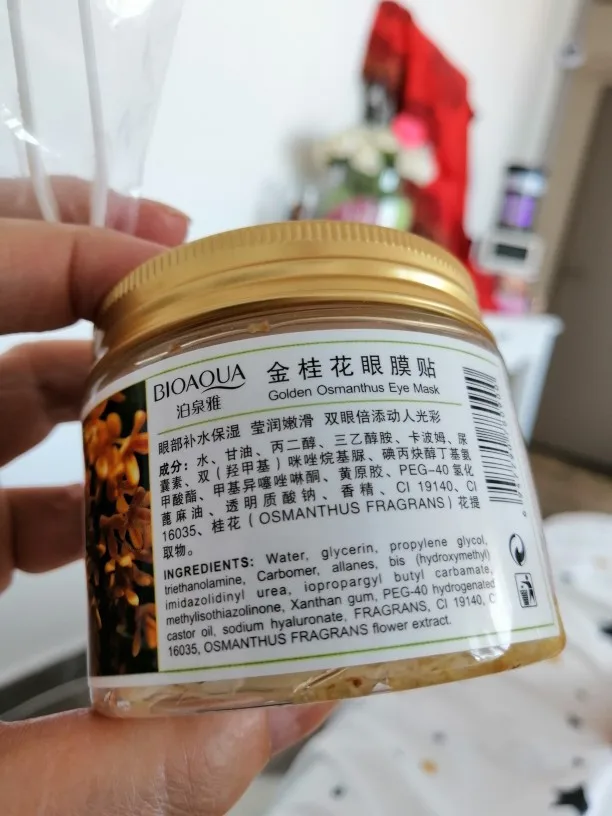 BIOAQUA
泊泉雅
金桂花眼膜贴
Golden Osmanthus Eye Mask
眼部补水保湿 莹润嫩滑 双眼倍添动人光彩
成分：水、甘油、丙二醇、三乙醇胺、卡波姆、尿
囊素、双（羟甲基）咪唑烷基脲、碘丙炔醇丁基氨
甲酸酯、甲基异噻唑啉酮、黄原胶、PEG-40氢化
蓖麻油、透明质酸钠、香精、CI 19140、CI
16035、桂花（OSMANTHUS FRAGRANS）花提
取物。
INGREDIENTS: Water, glycerin, propylene glycol,
triethanolamine, Carbomer, allanes, bis (hydroxymethyl)
imidazolidinyl urea, iopropargyl butyl carbamate,
methylisothiazolinone, Xanthan gum, PEG-40 hydrogenated
castor oil, sodium hyaluronate, FRAGRANS, CI 19140, C
16035, OSMANTHUS FRAGRANS flower extract.